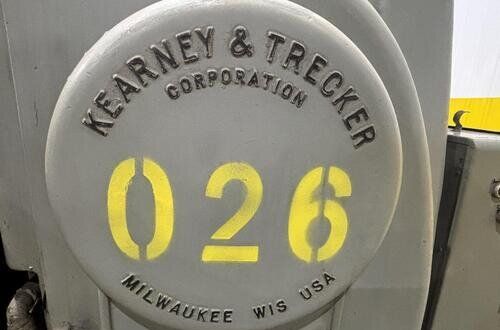 KEARNEY & TRECKER
CORPORATION
026
MILWAUKEE WIS USA